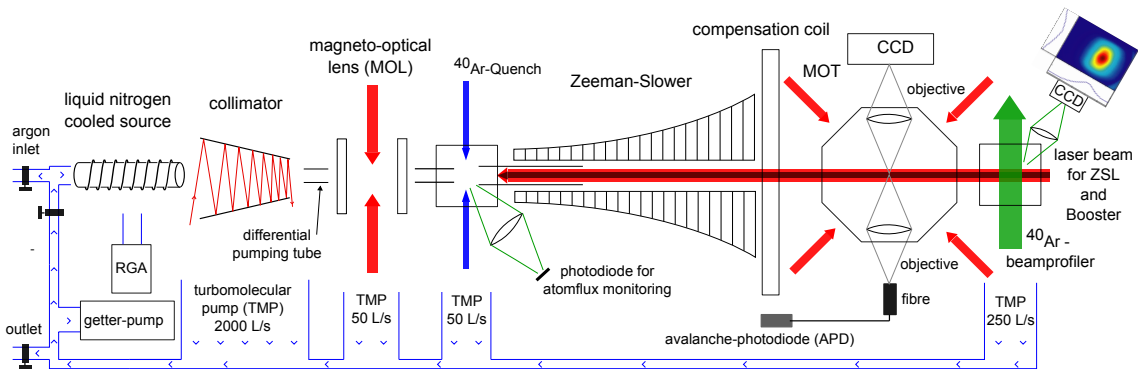 argon
inlet
liquid nitrogen
cooled source
collimator
magneto-optical
lens (MOL)
40Ar-Quench
Zeeman-Slower
compensation coil
CCD
MOT
objective
CCD
laser beam
for ZSL
and
Booster
differential
pumping tube
RGA
getter-pump
outlet
turbomolecular
pump (TMP)
2000 L/s
TMP
50 L/s
TMP
50 L/s
photodiode for
atomflux monitoring
objective
fibre
avalanche-photodiode (APD)
40Ar -
beamprofiler
TMP
250 L/s